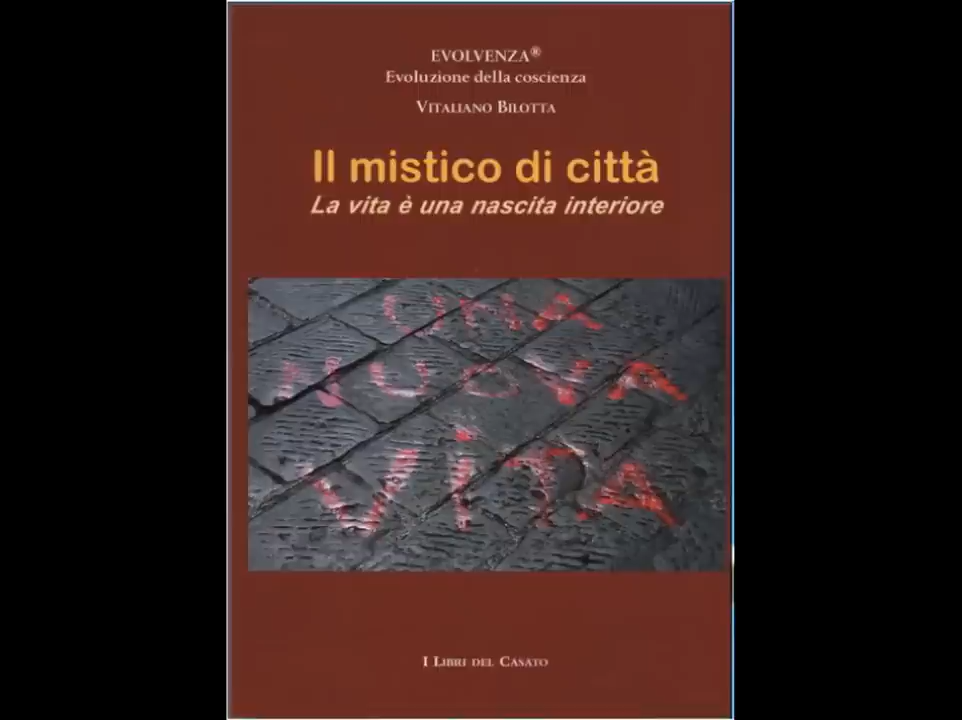 EVOLVENZA®
Evoluzione della coscienza
VITALIANO BILOTTA
Il mistico di città
La vita è una nascita interiore
UNA
NUOVA
VITA
I LIBRI DEL CASATO